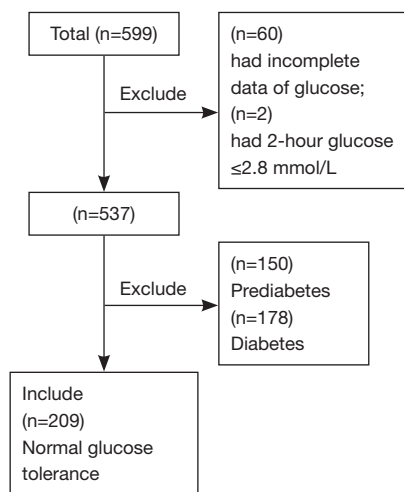 Total (n=599)
Exclude
(n=60)
had incomplete
data of glucose;
(n=2)
had 2-hour glucose
≤2.8 mmol/L
(n=537)
Exclude
(n=150)
Prediabetes
(n=178)
Diabetes
Include
(n=209)
Normal glucose
tolerance